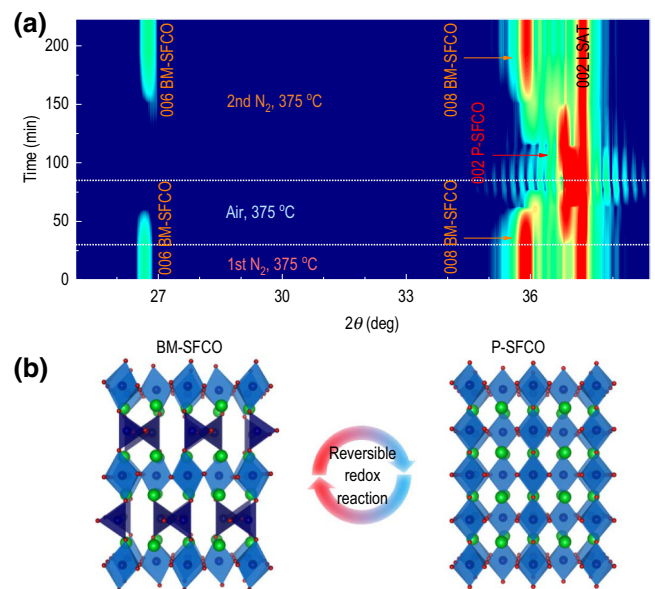 (a)
200
150
100
50
0
Time (min)
006 BM-SFCO
2nd N₂, 375 °C
008 BM-SFCO
002 P-SFCO
002 LSAT
006 BM-SFCO
Air, 375 °C
008 BM-SFCO
1st N₂, 375 °C
27 30 33 36
2θ (deg)
(b)
BM-SFCO
P-SFCO
Reversible
redox
reaction